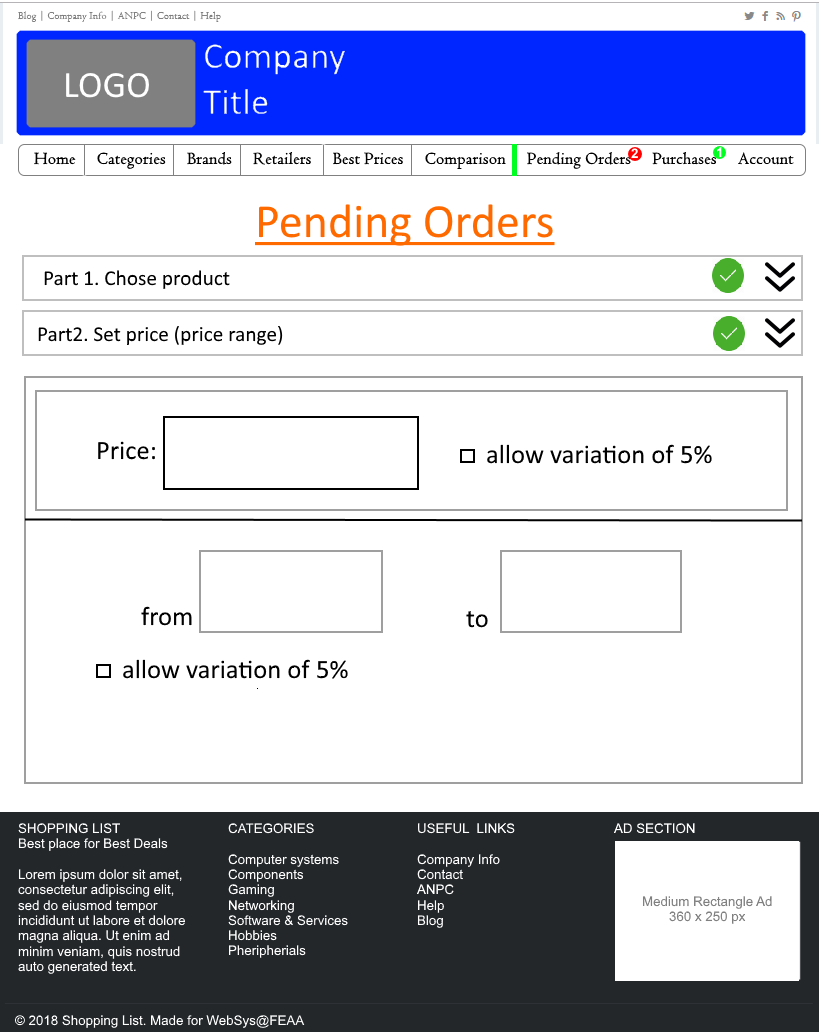 Blog | Company Info | ANPC | Contact | Help
LOGO
Company
Title
Home Categories Brands Retailers Best Prices Comparison Pending Orders 2 Purchases 1 Account
Pending Orders
Part 1. Chose product
Part2. Set price (price range)
Price: allow variation of 5%
from to
allow variation of 5%
SHOPPING LIST
Best place for Best Deals
Lorem ipsum dolor sit amet,
consectetur adipiscing elit,
sed do eiusmod tempor
incididunt ut labore et dolore
magna aliqua. Ut enim ad
minim veniam, quis nostrud
auto generated text.
CATEGORIES
Computer systems
Components
Gaming
Networking
Software & Services
Hobbies
Pheripherials
USEFUL LINKS
Company Info
Contact
ANPC
Help
Blog
AD SECTION
Medium Rectangle Ad
360 x 250 px
© 2018 Shopping List. Made for WebSys@FEAA